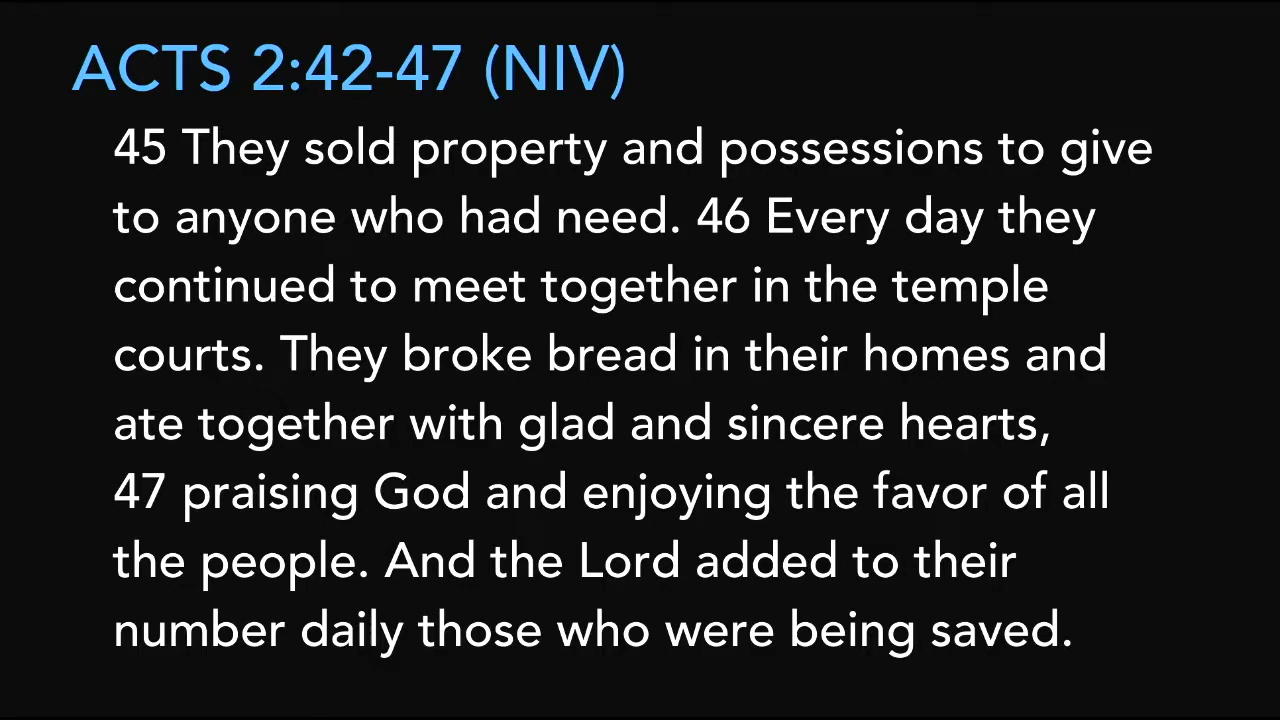 ACTS 2:42-47 (NIV)
45 They sold property and possessions to give
to anyone who had need. 46 Every day they
continued to meet together in the temple
courts. They broke bread in their homes and
ate together with glad and sincere hearts,
47 praising God and enjoying the favor of all
the people. And the Lord added to their
number daily those who were being saved.